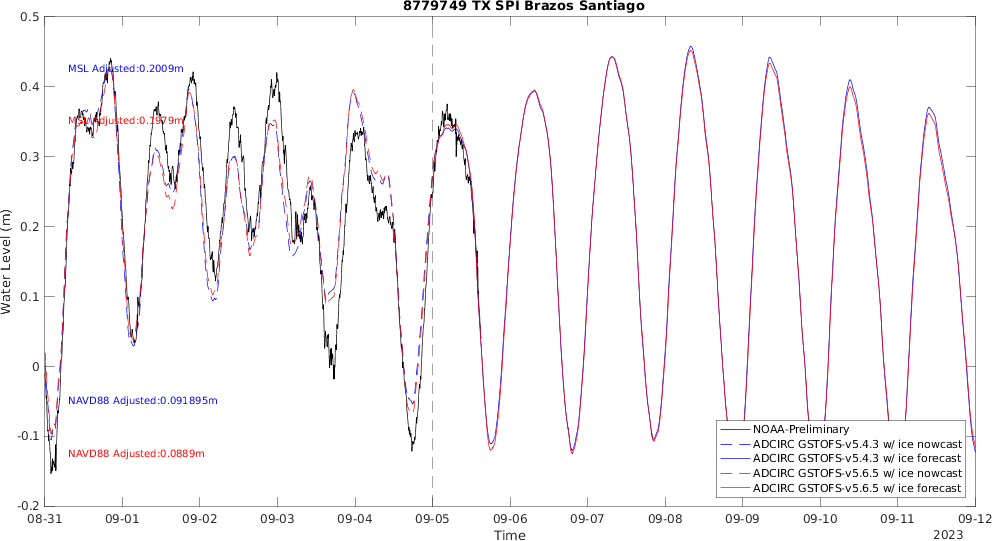 8779749 TX SPI Brazos Santiago
0.5
0.4
0.3
0.2
0.1
0
-0.1
-0.2
Water Level (m)
MSL Adjusted:0.2009m
MSL Adjusted:0.1979m
NAVD88 Adjusted:0.091895m
NAVD88 Adjusted:0.0889m
NOAA-Preliminary
ADCIRC GSTOFS-v5.4.3 w/ ice nowcast
ADCIRC GSTOFS-v5.4.3 w/ ice forecast
ADCIRC GSTOFS-v5.6.5 w/ ice nowcast
ADCIRC GSTOFS-v5.6.5 w/ ice forecast
08-31 09-01 09-02 09-03 09-04 09-05 09-06 09-07 09-08 09-09 09-10 09-11 09-12
Time
2023